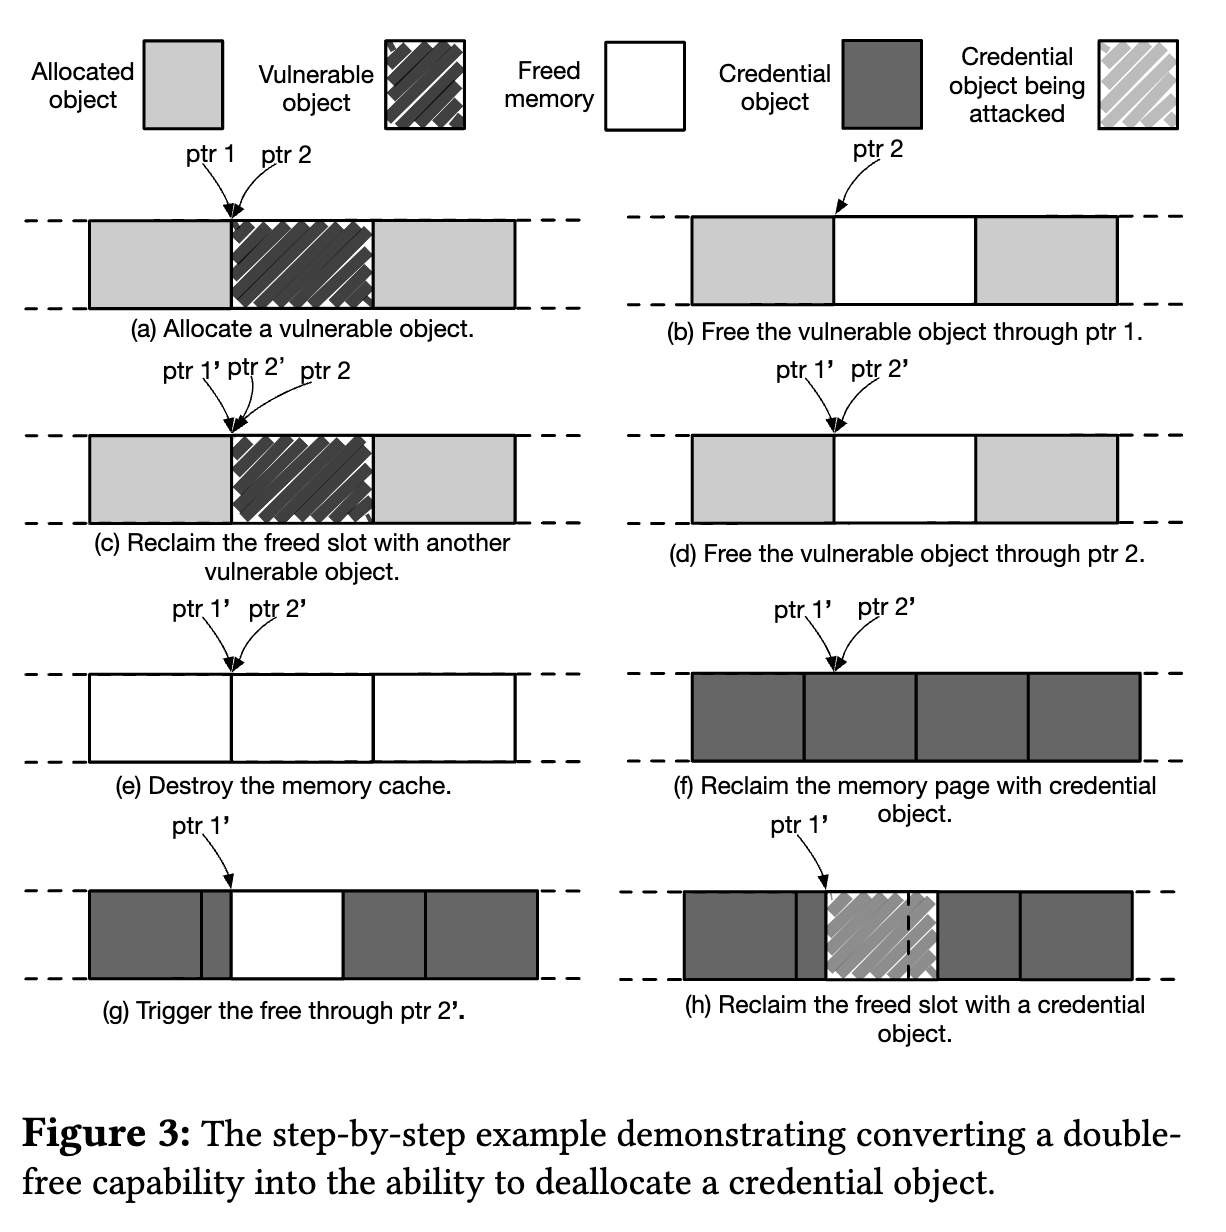 Allocated
object
Vulnerable
object
Freed
memory
Credential
object
Credential
object being
attacked
ptr 1 ptr 2
ptr 2
(a) Allocate a vulnerable object.
(b) Free the vulnerable object through ptr 1.
ptr 1’ ptr 2’ ptr 2
ptr 1’ ptr 2’
(c) Reclaim the freed slot with another
vulnerable object.
(d) Free the vulnerable object through ptr 2.
ptr 1’ ptr 2’
ptr 1’ ptr 2’
(e) Destroy the memory cache.
(f) Reclaim the memory page with credential
object.
ptr 1’
ptr 1’
(g) Trigger the free through ptr 2’.
(h) Reclaim the freed slot with a credential
object.
Figure 3: The step-by-step example demonstrating converting a double-
free capability into the ability to deallocate a credential object.